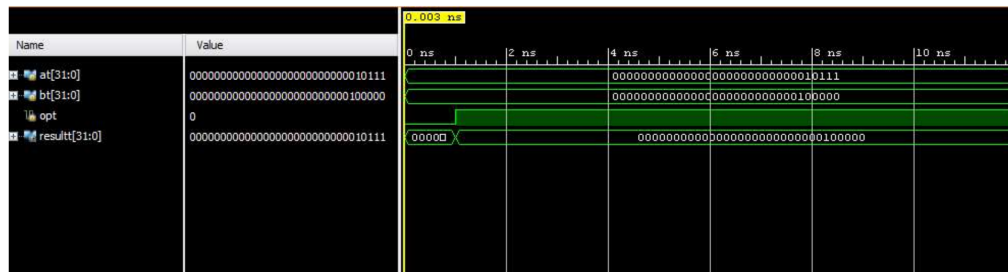 0.003 ns
Name Value 0 ns 2 ns 4 ns 6 ns 8 ns 10 ns
at[31:0] 00000000000000000000000000010111 00000000000000000000000000010111
bt[31:0] 00000000000000000000000000100000 00000000000000000000000000100000
opt 0
resultt[31:0] 00000000000000000000000000010111 0000 00000000000000000000000000100000